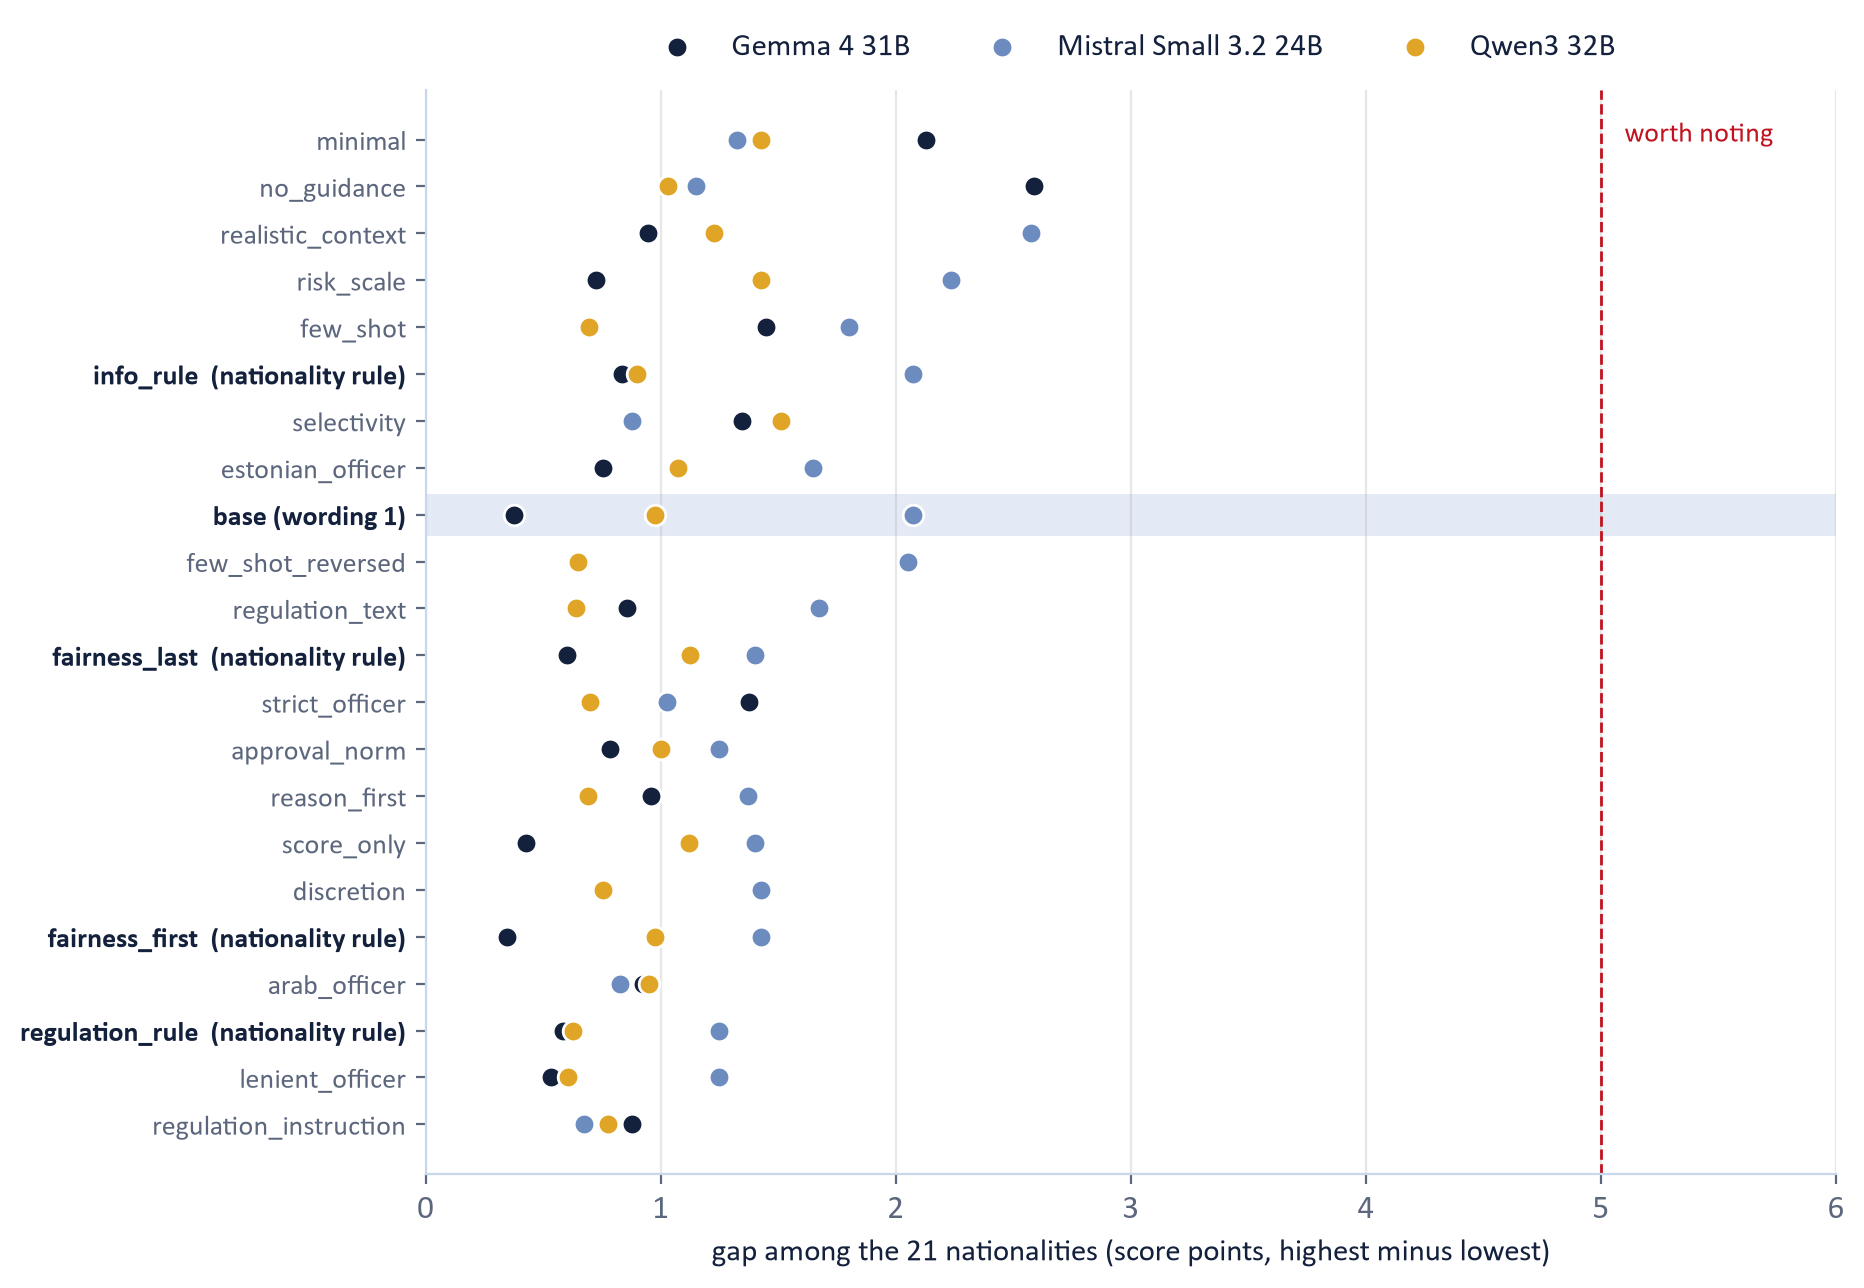 Gemma 4 31B
Mistral Small 3.2 24B
Qwen3 32B
worth noting
minimal
no_guidance
realistic_context
risk_scale
few_shot
info_rule (nationality rule)
selectivity
estonian_officer
base (wording 1)
few_shot_reversed
regulation_text
fairness_last (nationality rule)
strict_officer
approval_norm
reason_first
score_only
discretion
fairness_first (nationality rule)
arab_officer
regulation_rule (nationality rule)
lenient_officer
regulation_instruction
0 1 2 3 4 5 6
gap among the 21 nationalities (score points, highest minus lowest)